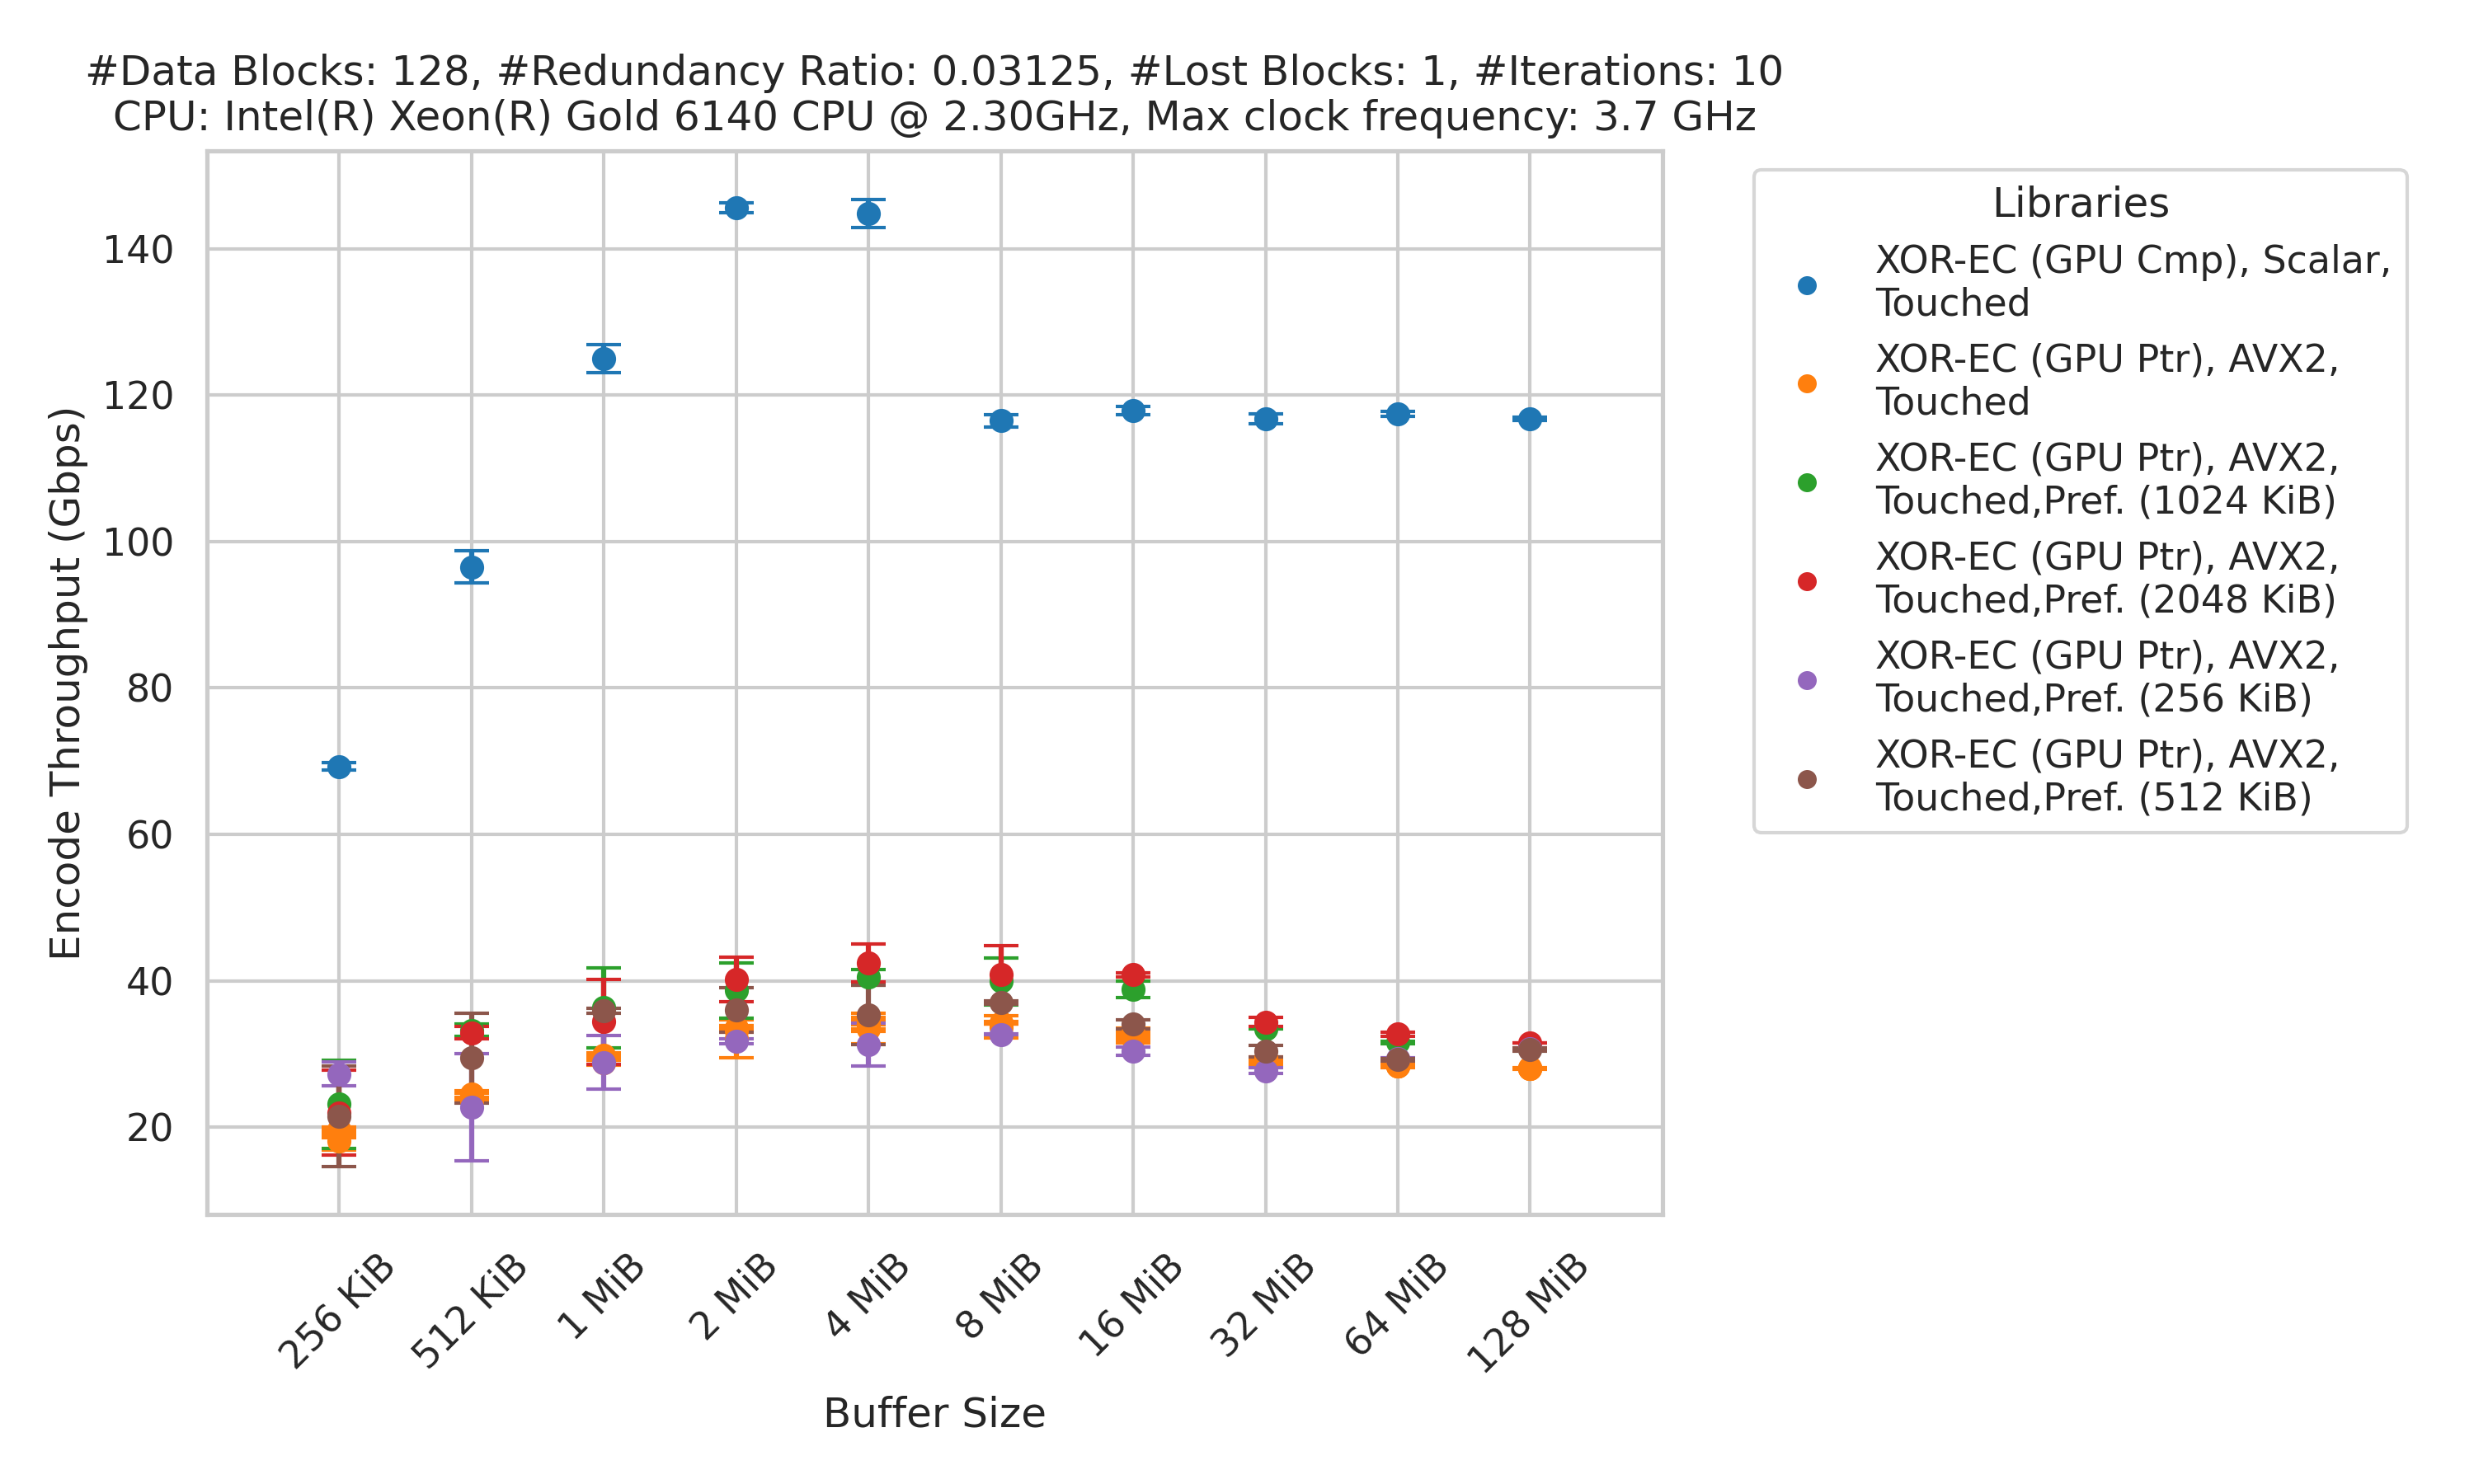 #Data Blocks: 128, #Redundancy Ratio: 0.03125, #Lost Blocks: 1, #Iterations: 10
CPU: Intel(R) Xeon(R) Gold 6140 CPU @ 2.30GHz, Max clock frequency: 3.7 GHz
Encode Throughput (Gbps)
140
120
100
80
60
40
20
256 KiB
512 KiB
1 MiB
2 MiB
4 MiB
8 MiB
16 MiB
32 MiB
64 MiB
128 MiB
Buffer Size
Libraries
XOR-EC (GPU Cmp), Scalar,
Touched
XOR-EC (GPU Ptr), AVX2,
Touched
XOR-EC (GPU Ptr), AVX2,
Touched,Pref. (1024 KiB)
XOR-EC (GPU Ptr), AVX2,
Touched,Pref. (2048 KiB)
XOR-EC (GPU Ptr), AVX2,
Touched,Pref. (256 KiB)
XOR-EC (GPU Ptr), AVX2,
Touched,Pref. (512 KiB)